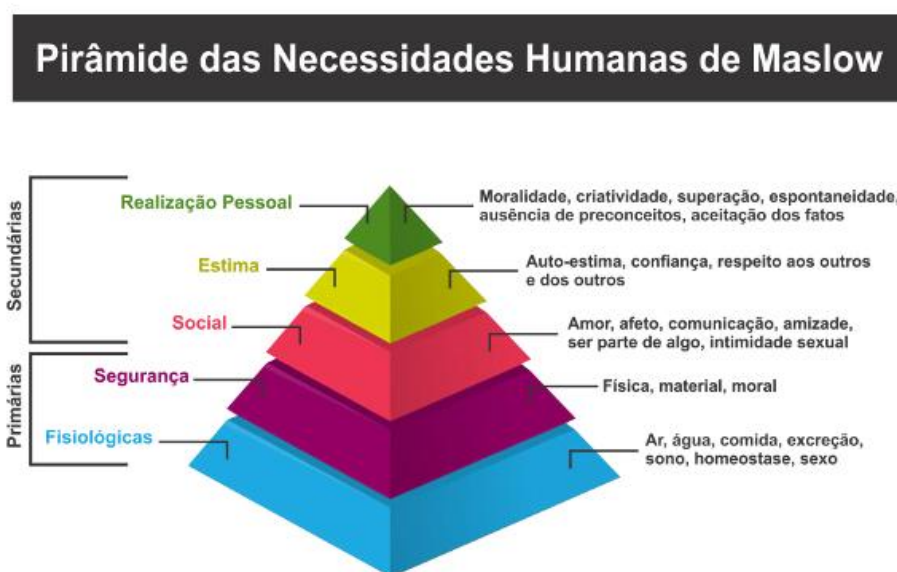 Pirâmide das Necessidades Humanas de Maslow
Secundárias
Realização Pessoal
Moralidade, criatividade, superação, espontaneidade,
ausência de preconceitos, aceitação dos fatos
Estima
Auto-estima, confiança, respeito aos outros
e dos outros
Social
Amor, afeto, comunicação, amizade,
ser parte de algo, intimidade sexual
Primárias
Segurança
Física, material, moral
Fisiológicas
Ar, água, comida, excreção,
sono, homeostase, sexo